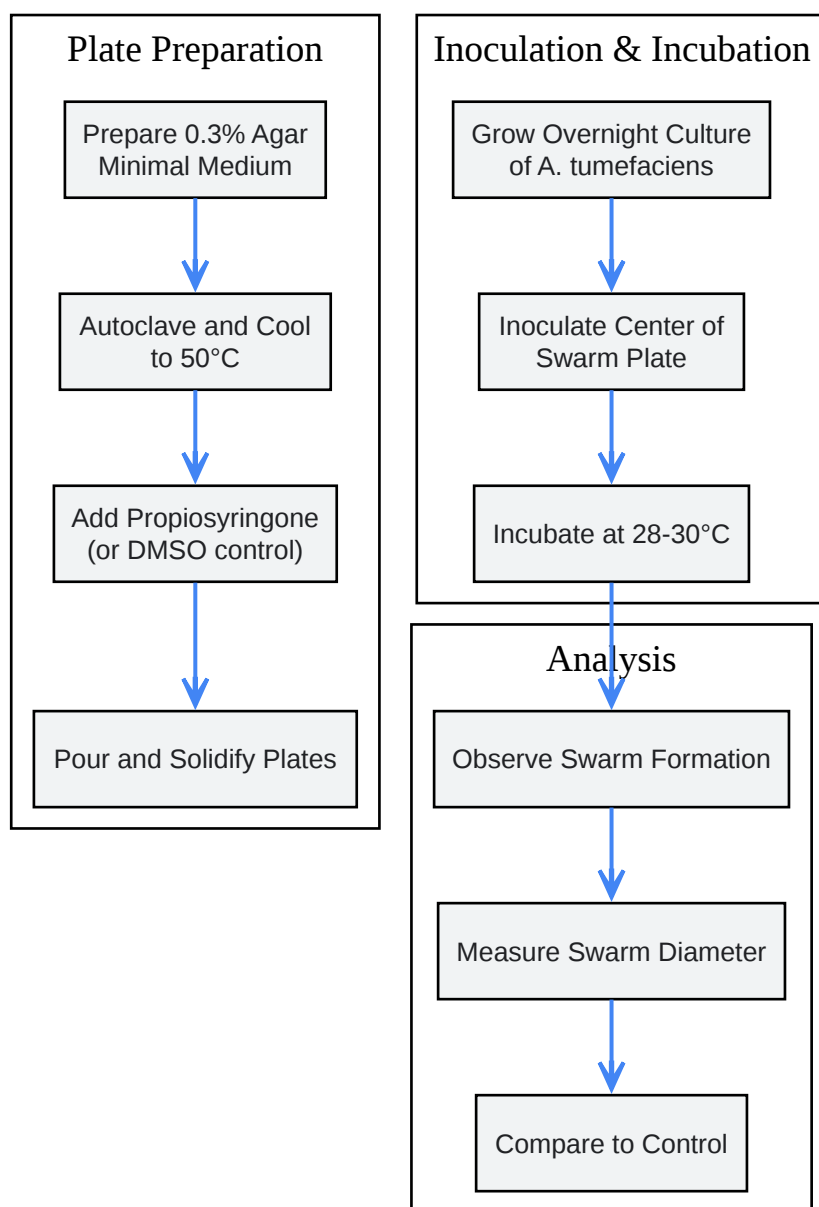 Plate Preparation
Prepare 0.3% Agar
Minimal Medium
Autoclave and Cool
to 50°C
Add Propiosyringone
(or DMSO control)
Pour and Solidify Plates
Inoculation & Incubation
Grow Overnight Culture
of A. tumefaciens
Inoculate Center of
Swarm Plate
Incubate at 28-30°C
Analysis
Observe Swarm Formation
Measure Swarm Diameter
Compare to Control